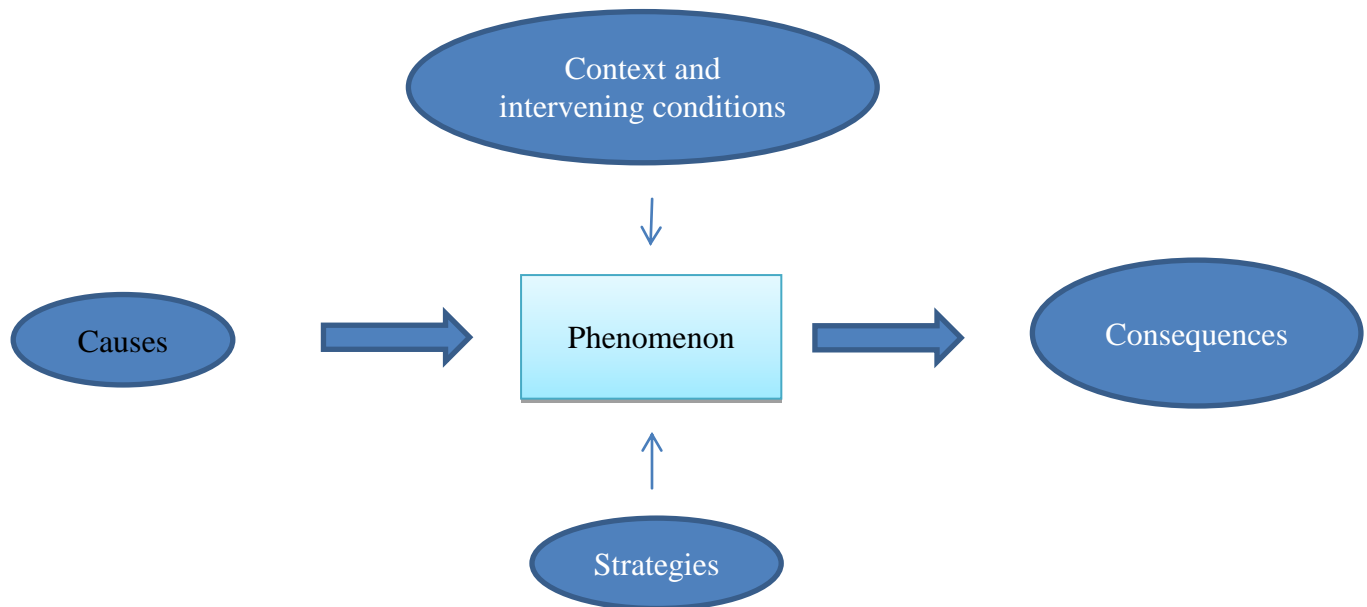 Context and
intervening conditions
Causes
Phenomenon
Consequences
Strategies